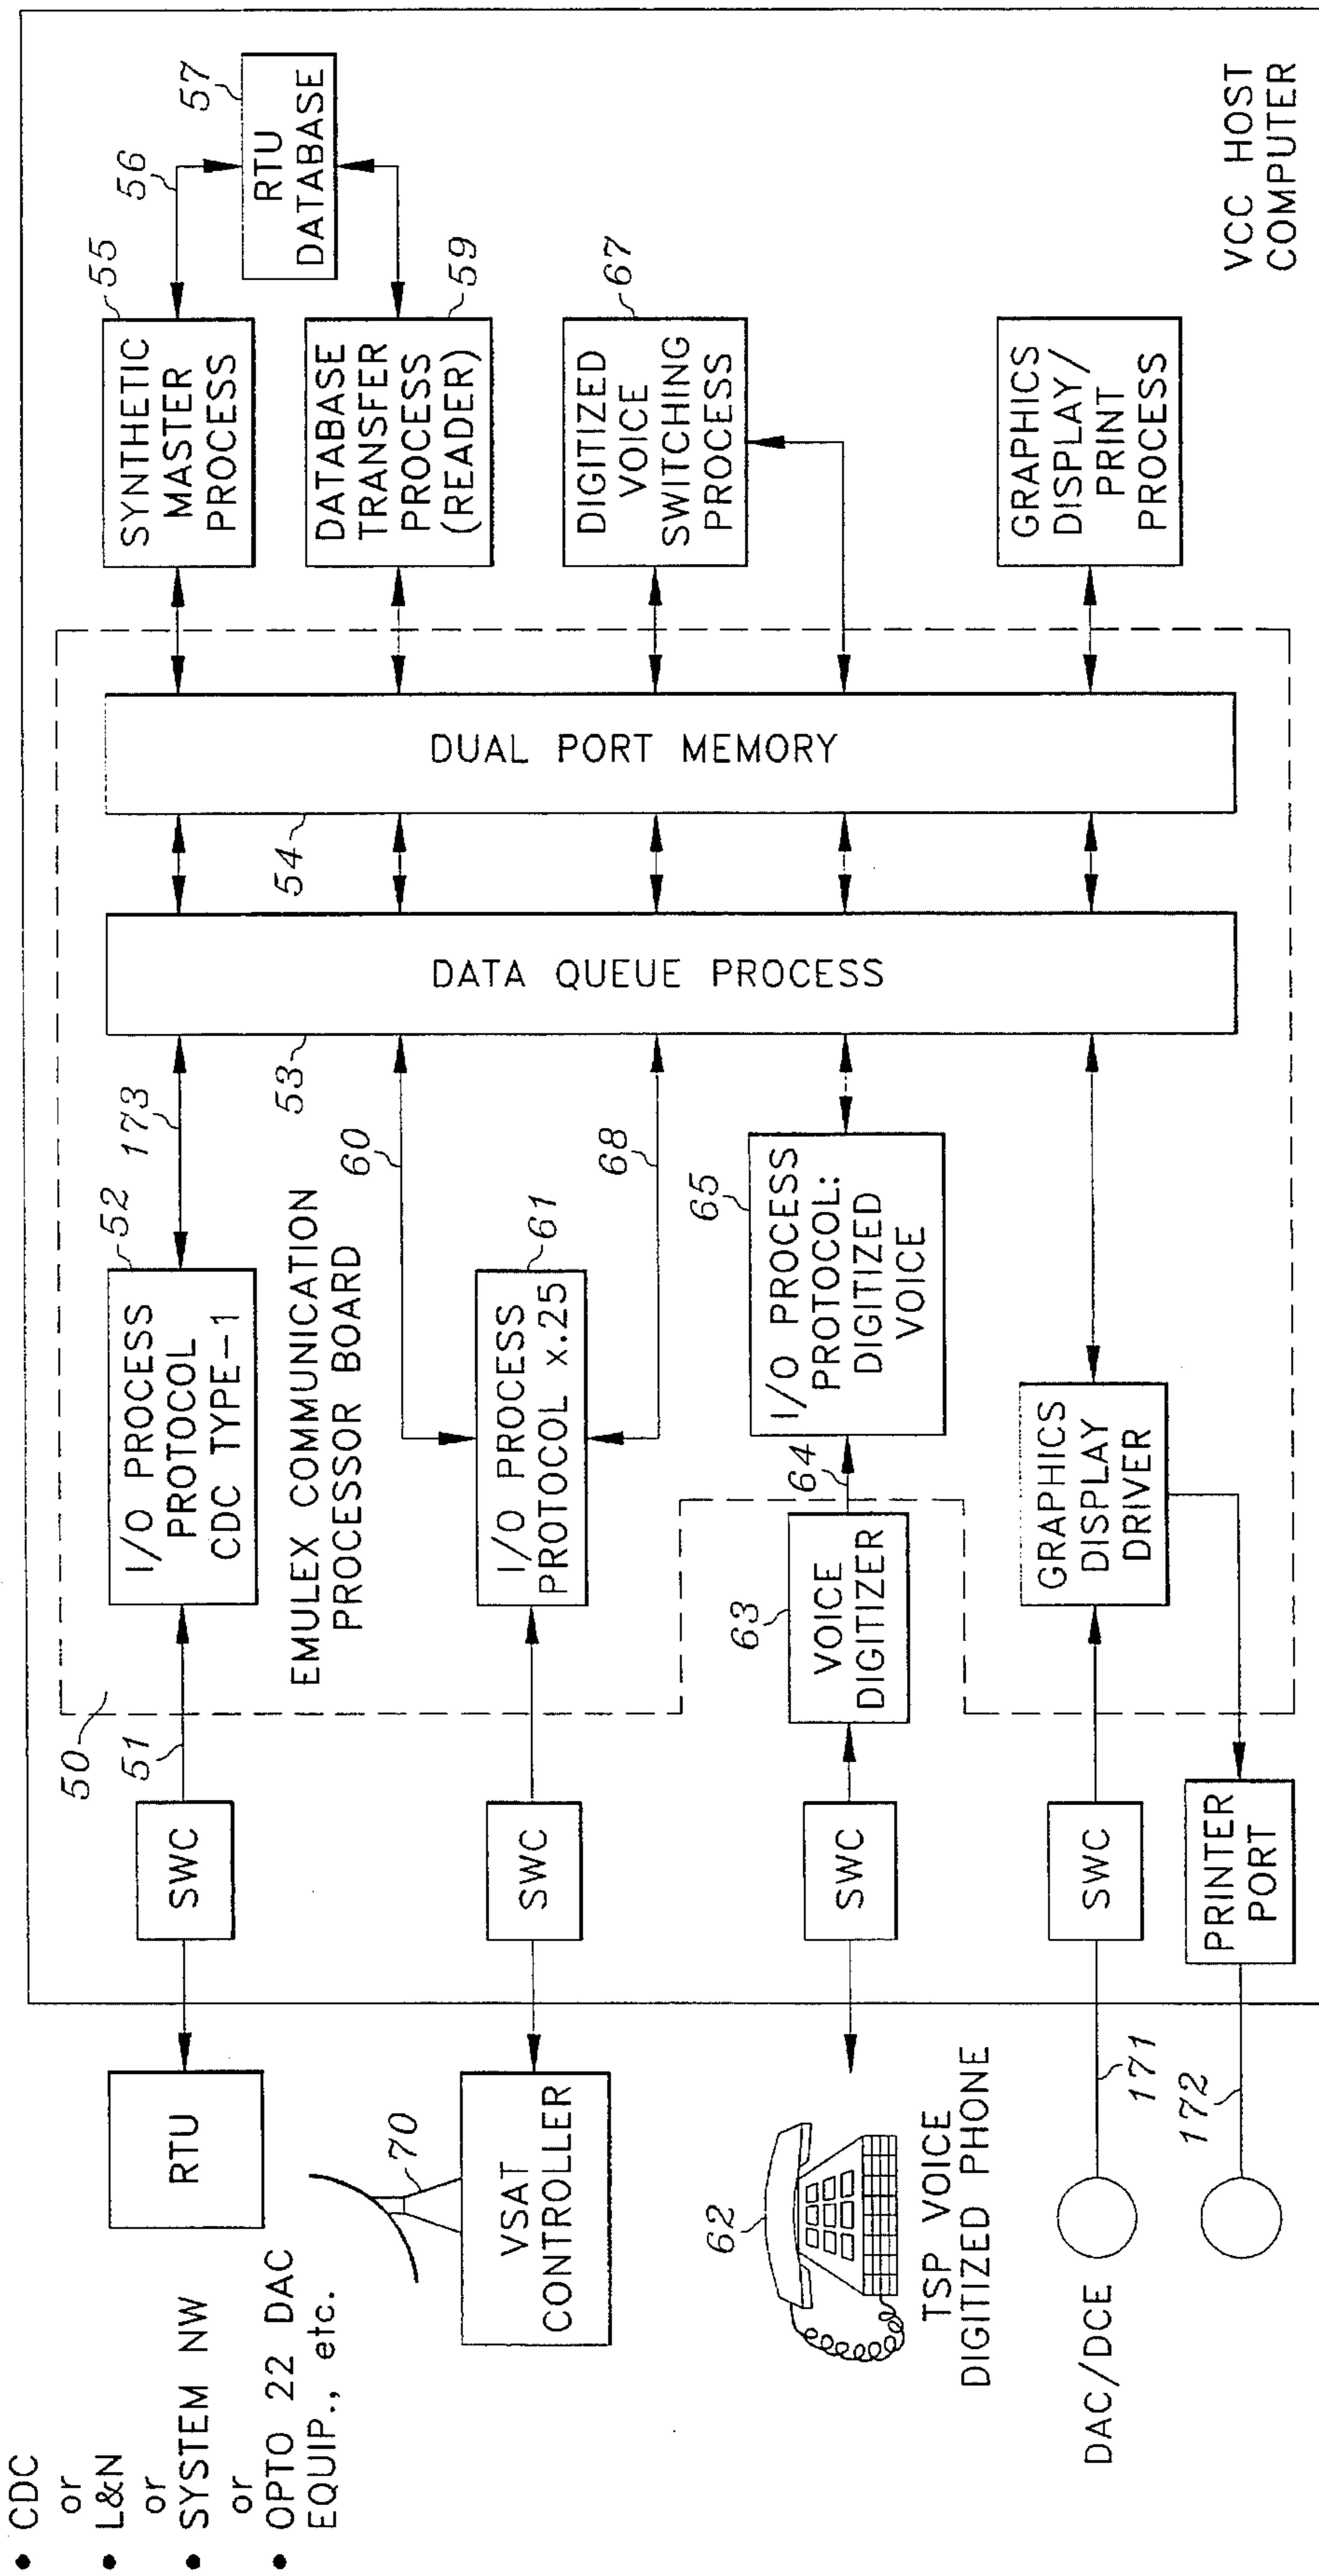 • CDC
or
• L&N
or
• SYSTEM NW
or
• OPTO 22 DAC
EQUIP., etc.
RTU
SWC
51
50
I/O PROCESS
PROTOCOL
CDC TYPE-1
52
173
EMULEX COMMUNICATION
PROCESSOR BOARD
53
DATA QUEUE PROCESS
54
DUAL PORT MEMORY
SYNTHETIC
MASTER
PROCESS
55
56
57
RTU
DATABASE
DATABASE
TRANSFER
PROCESS
(READER)
59
70
VSAT
CONTROLLER
SWC
I/O PROCESS
PROTOCOL x.25
61
60
68
DIGITIZED
VOICE
SWITCHING
PROCESS
67
62
TSP VOICE
DIGITIZED PHONE
SWC
63
VOICE
DIGITIZER
64
65
I/O PROCESS
PROTOCOL:
DIGITIZED
VOICE
DAC/DCE
171
172
SWC
PRINTER
PORT
GRAPHICS
DISPLAY
DRIVER
GRAPHICS
DISPLAY/
PRINT
PROCESS
VCC HOST
COMPUTER